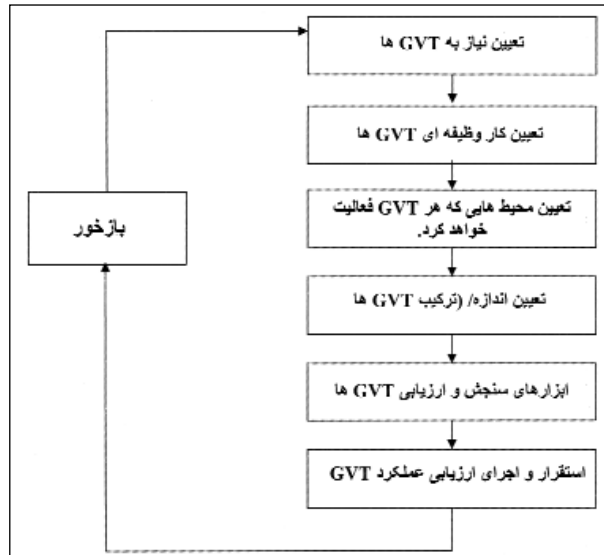 تعیین نیاز به GVT ها
تعیین کار وظیفه ای GVT ها
تعیین محیط هایی که هر GVT فعالیت
خواهد کرد.
تعیین اندازه/ (ترکیب GVT ها
ابزارهای سنجش و ارزیابی GVT ها
استقرار و اجرای ارزیابی عملکرد GVT
بازخور